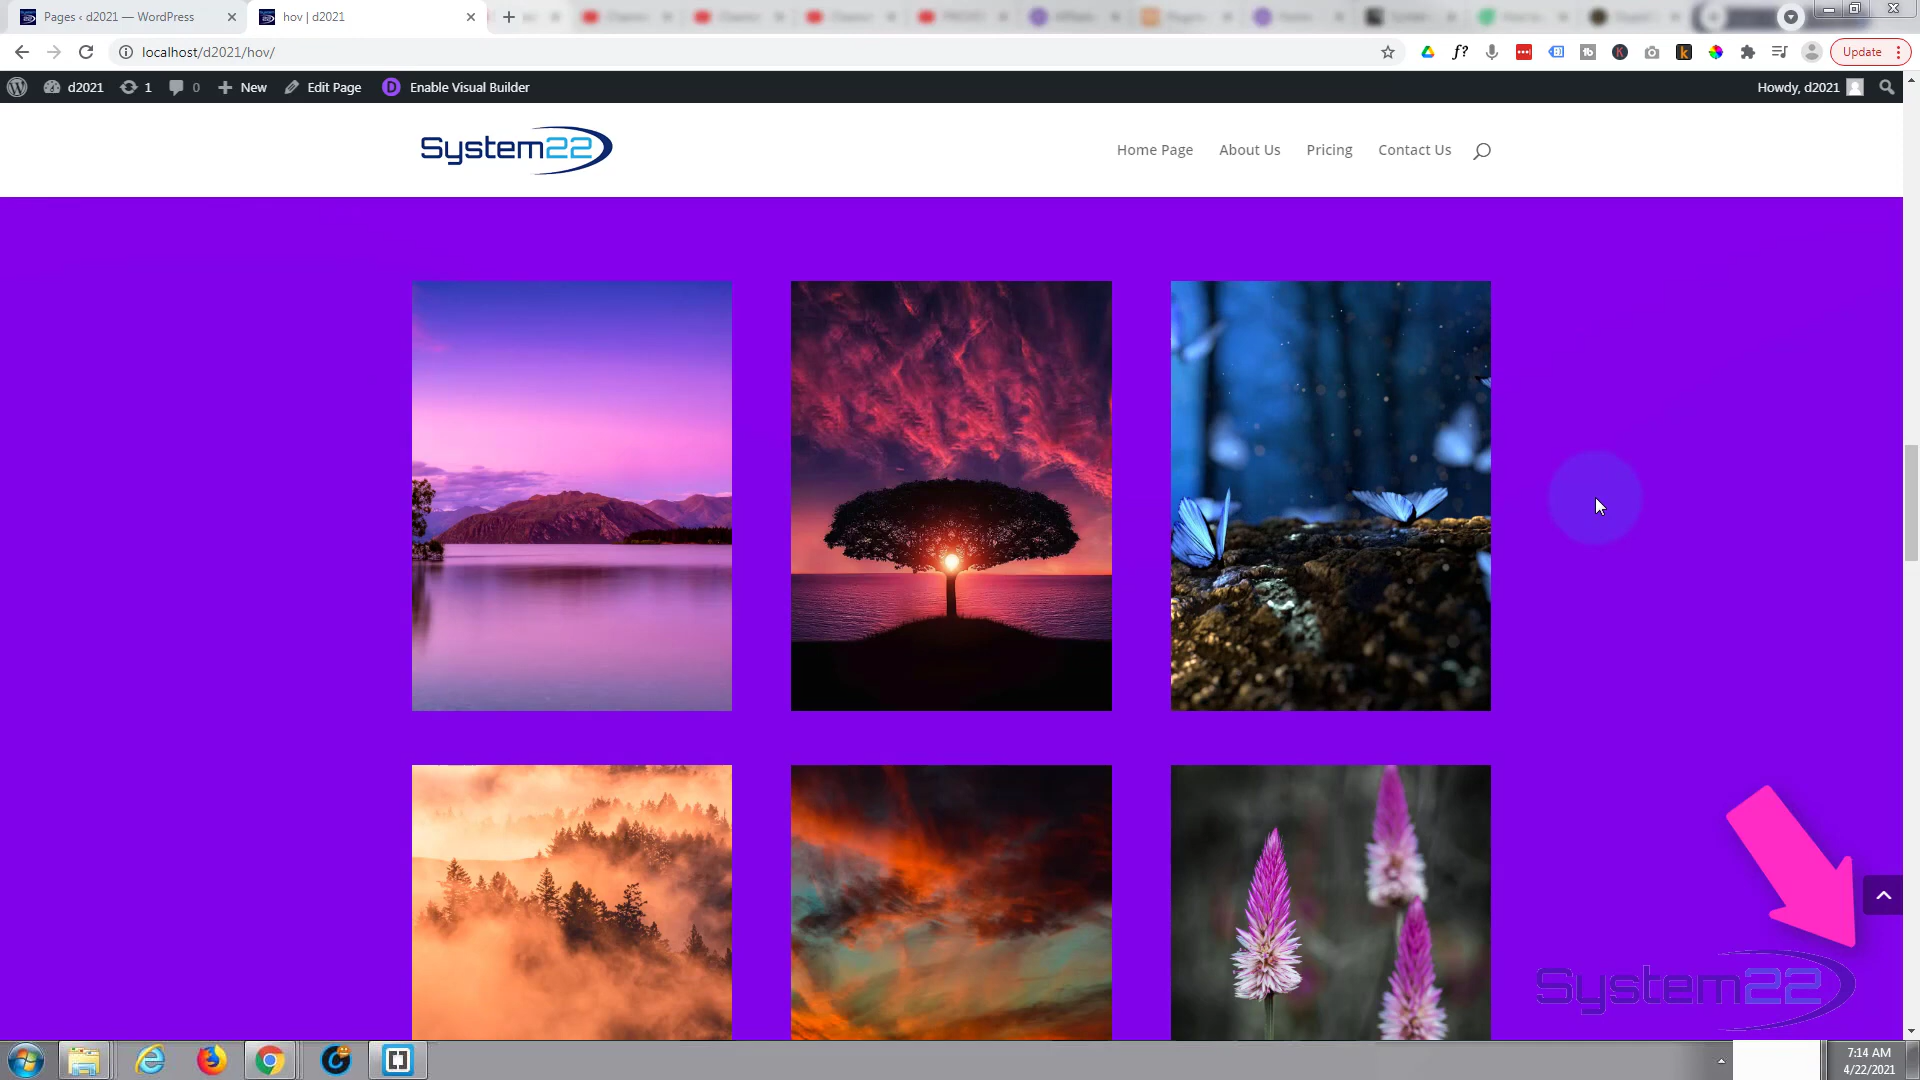 Pages ‹ d2021 — WordPress
hov | d2021
localhost/d2021/hov/
f?
Update
d2021
1
0
New
Edit Page
Enable Visual Builder
Howdy, d2021
System22
Home Page
About Us
Pricing
Contact Us
System22
7:14 AM
4/22/2021